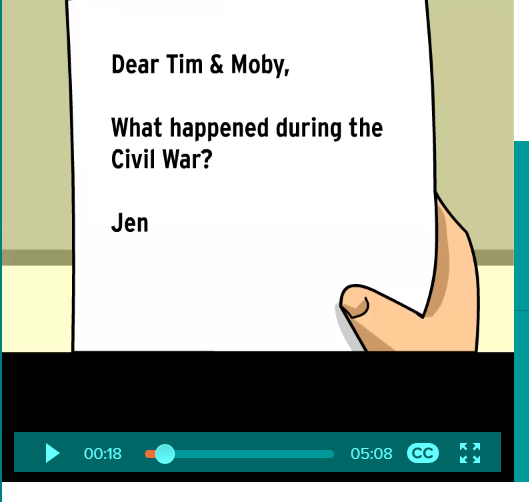 Dear Tim & Moby,
What happened during the
Civil War?
Jen
00:18
05:08
CC